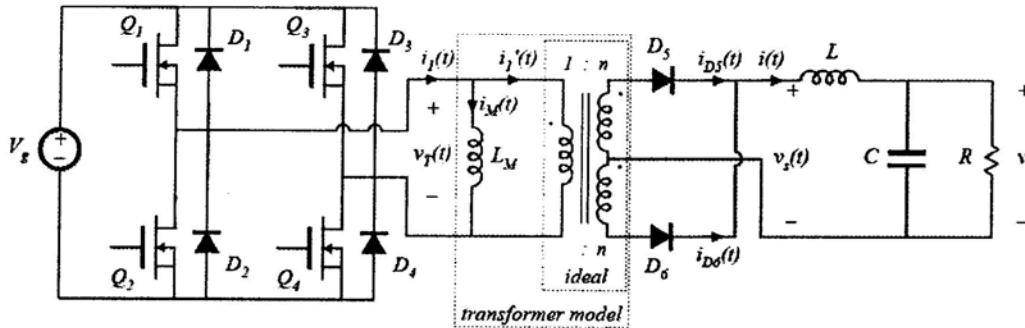 Q1
D1
Q3
D3
i1(t)
i1'(t)
1 : n
D5
iD5(t)
i(t)
L
+
iM(t)
+
+
Vg
+
−
vT(t)
LM
vs(t)
C
R
v
−
−
−
Q2
D2
Q4
D4
: n
ideal
D6
iD6(t)
transformer model